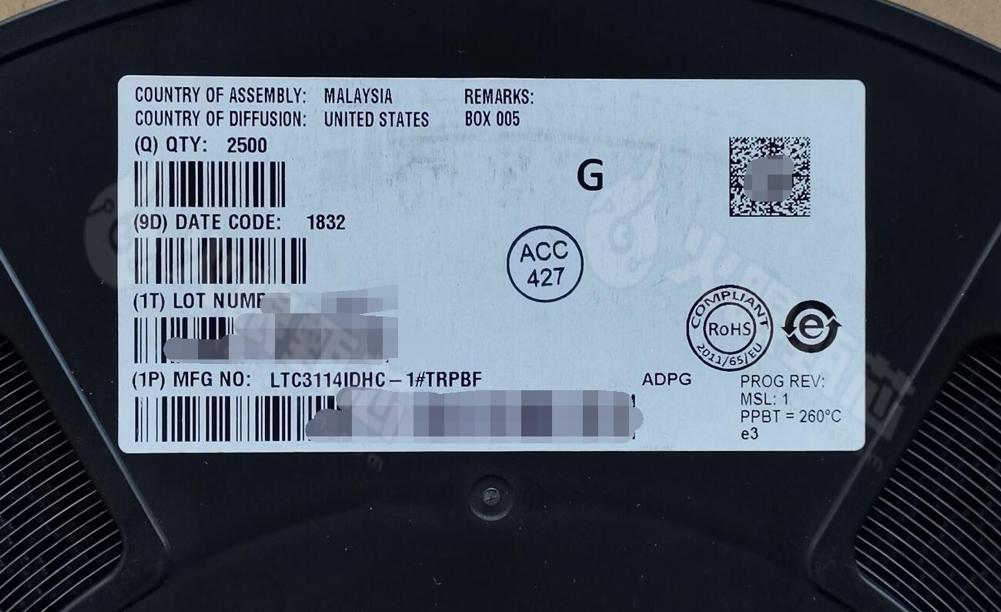 COUNTRY OF ASSEMBLY: MALAYSIA
COUNTRY OF DIFFUSION: UNITED STATES
REMARKS:
BOX 005
(Q) QTY: 2500
G
(9D) DATE CODE: 1832
ACC
427
(1T) LOT
COMPLIANT
RoHS
2011/65/EU
e
(1P) MFG NO: LTC3114IDHC-1#TRPBF
ADPG
PROG REV:
MSL: 1
PPBT = 260°C
e3